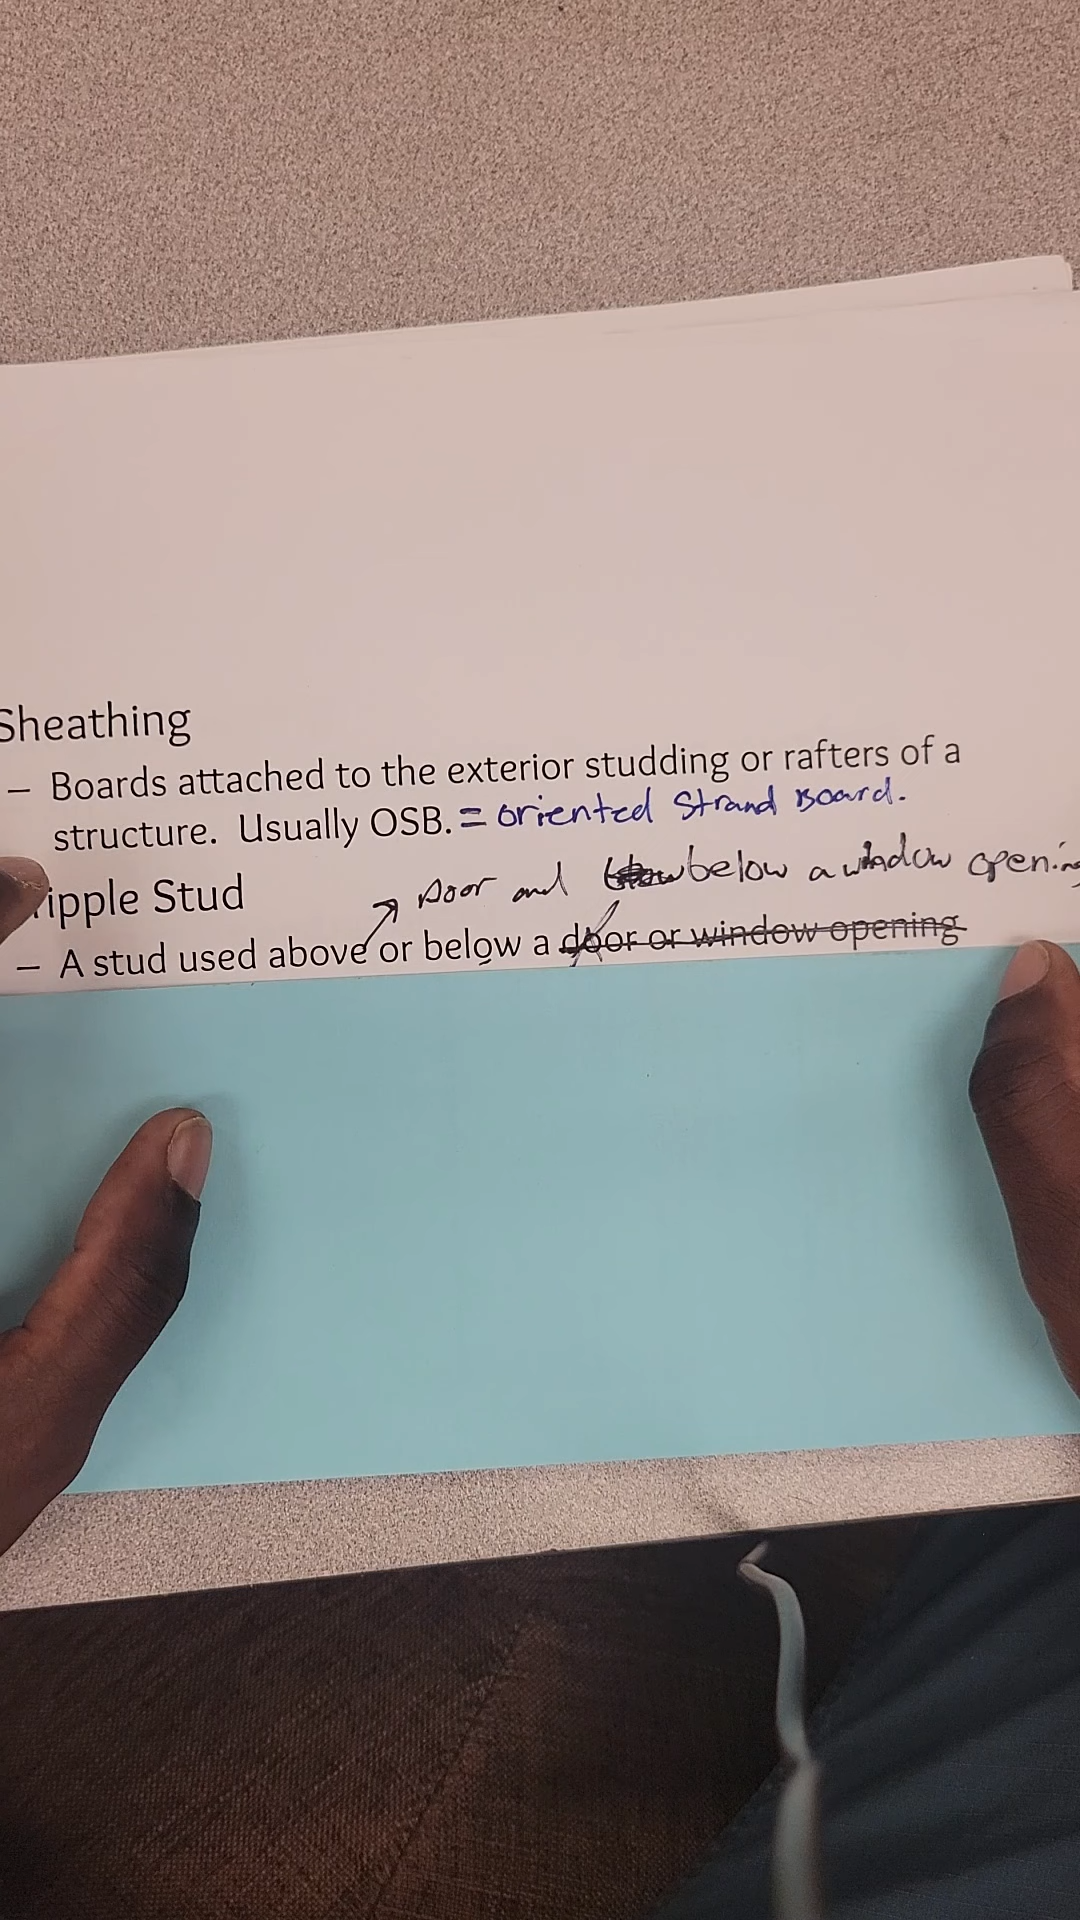 Sheathing
– Boards attached to the exterior studding or rafters of a
structure. Usually OSB. = oriented Strand Board.
ipple Stud
Door and below a window opening
– A stud used above or below a door or window opening